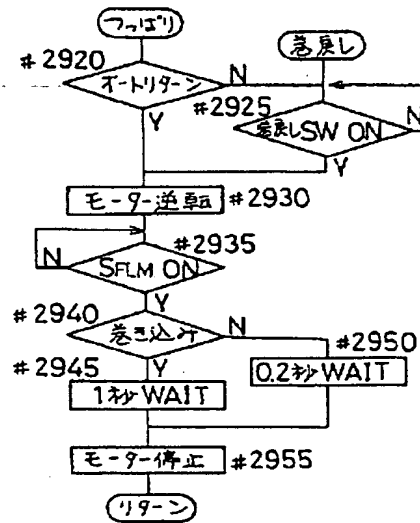 つっぱり
巻戻し
#2920
オートリターン
N
#2925
巻戻しSW ON
N
Y
Y
モーター逆転
#2930
#2935
N
SFLM ON
Y
#2940
巻き込み
N
#2945
Y
#2950
1秒WAIT
0.2秒WAIT
モーター停止
#2955
リターン